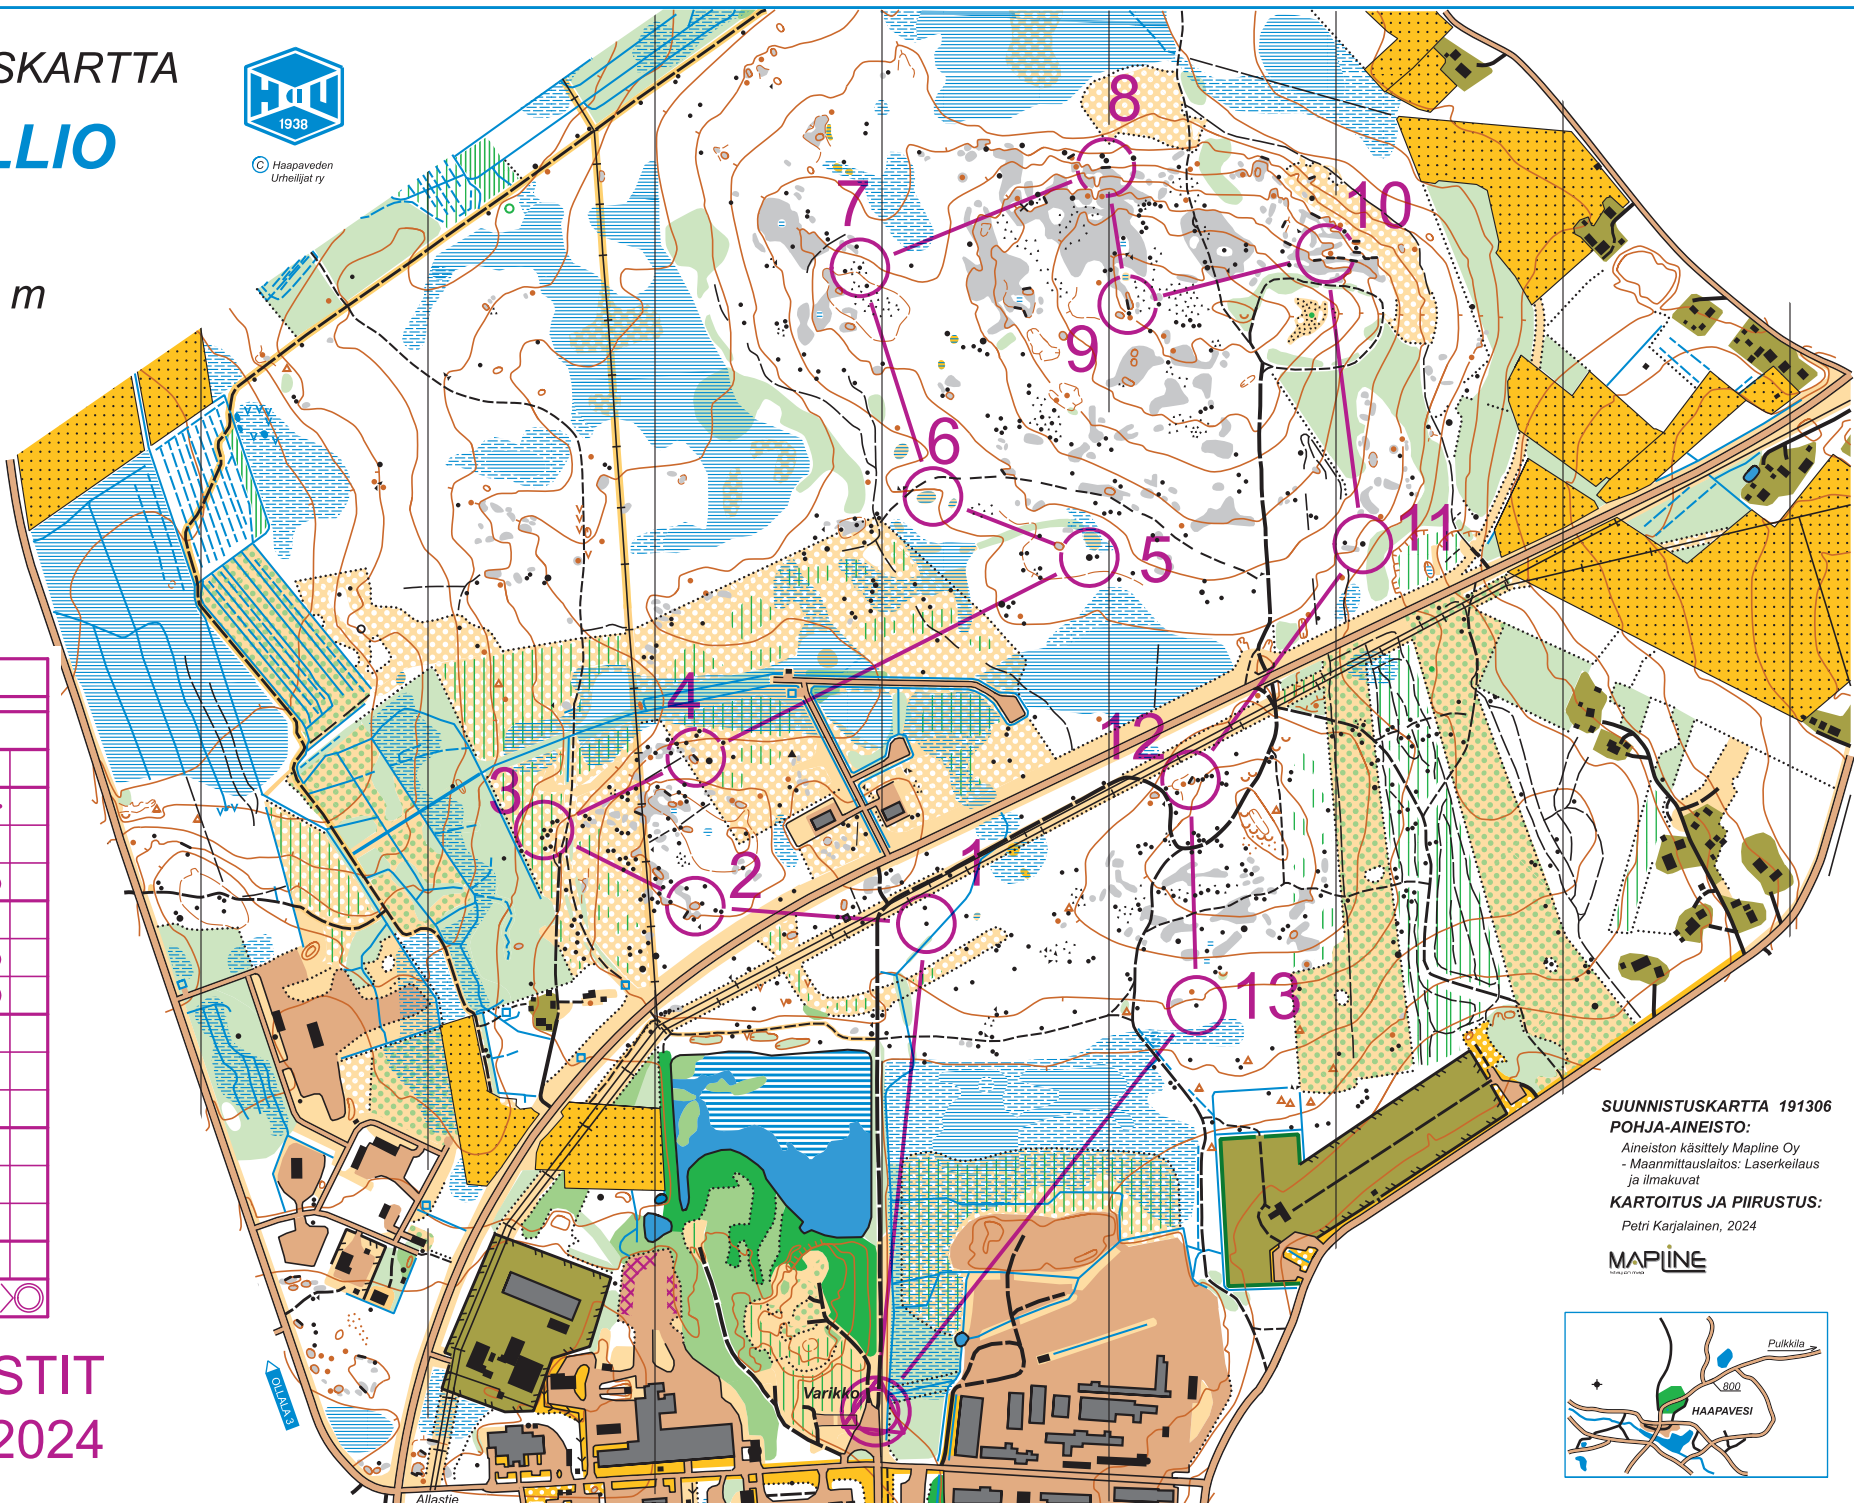 SKARTTA
LLIO
m
HU
1938
© Haapaveden
Urheilijat ry
8
7
10
9
6
11
5
4
12
3
2
1
13
SUUNNISTUSKARTTA 191306
POHJA-AINEISTO:
Aineiston käsittely Mapline Oy
- Maanmittauslaitos: Laserkeilaus
ja ilmakuvat
KARTOITUS JA PIIRUSTUS:
Petri Karjalainen, 2024
MAPLINE
Pulkkila
800
HAAPAVESI
STIT
2024
OLLALA 3
Varikko
Allastie